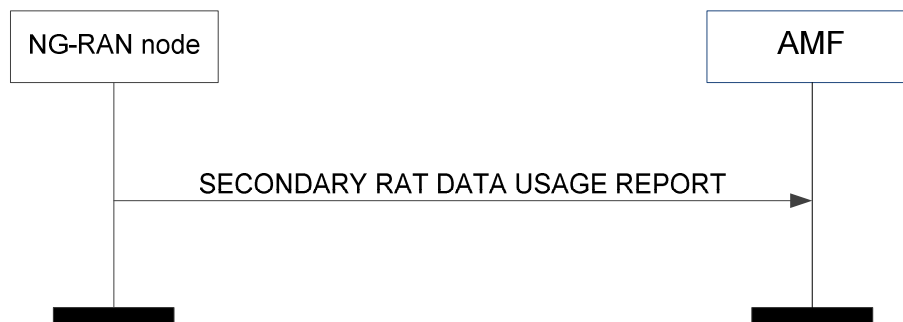 NG-RAN node
AMF
SECONDARY RAT DATA USAGE REPORT